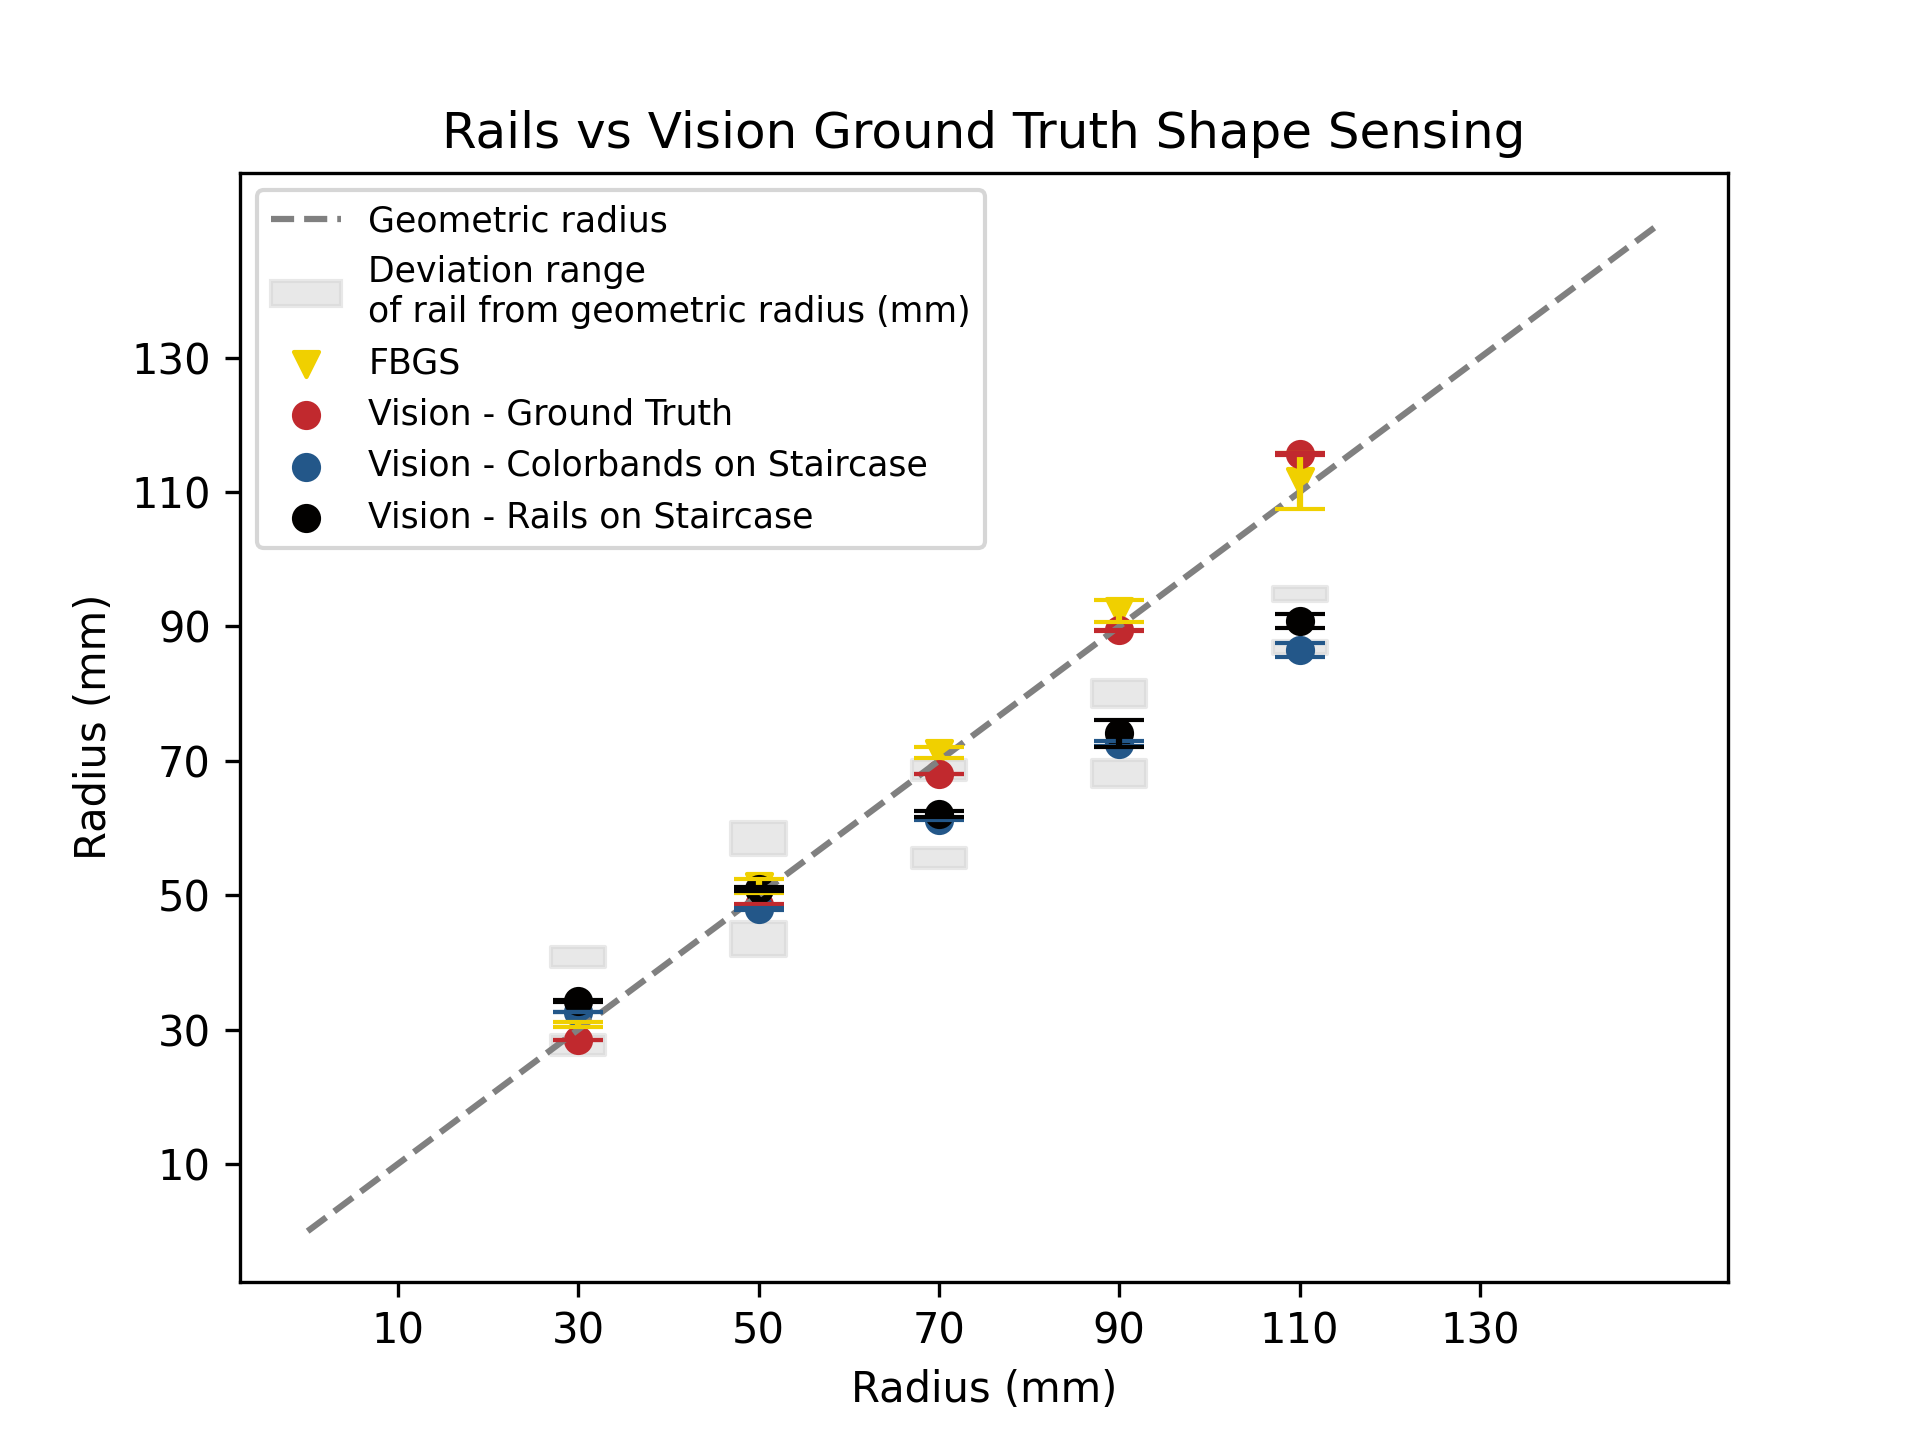 Rails vs Vision Ground Truth Shape Sensing
Geometric radius
Deviation range
of rail from geometric radius (mm)
FBGS
Vision - Ground Truth
Vision - Colorbands on Staircase
Vision - Rails on Staircase
130
110
90
70
50
30
10
Radius (mm)
10 30 50 70 90 110 130
Radius (mm)